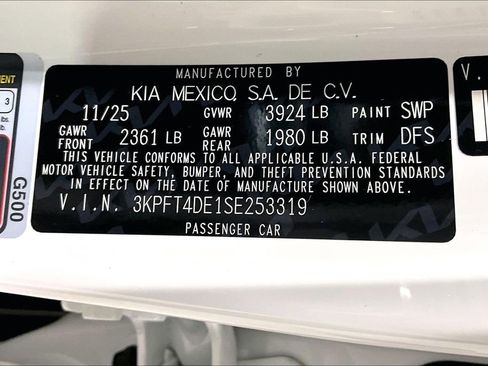 MANUFACTURED BY
KIA MEXICO, S.A. DE C.V.
11/25 GVWR 3924 LB PAINT SWP
GAWR FRONT 2361 LB GAWR REAR 1980 LB TRIM DFS
THIS VEHICLE CONFORMS TO ALL APPLICABLE U.S.A. FEDERAL
MOTOR VEHICLE SAFETY, BUMPER, AND THEFT PREVENTION STANDARDS
IN EFFECT ON THE DATE OF MANUFACTURE SHOWN ABOVE.
V.I.N. 3KPFT4DE1SE253319
PASSENGER CAR
G500
3
lbs.
V.